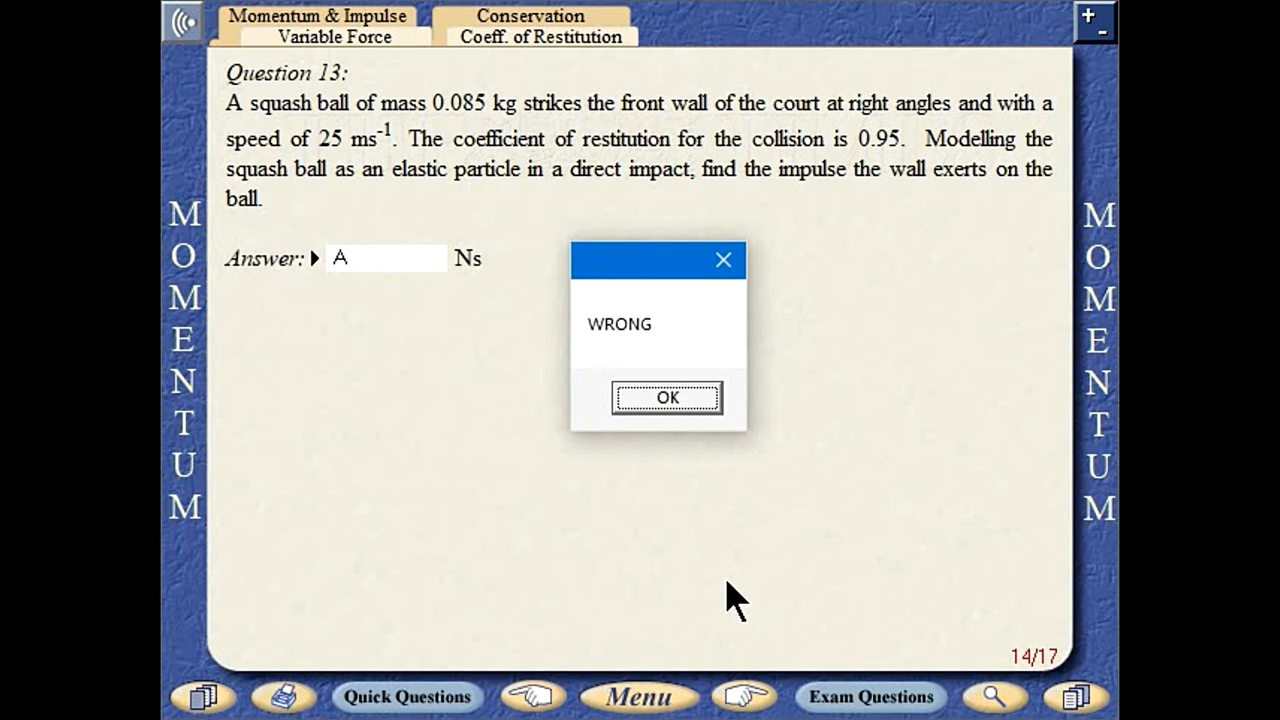 Momentum & Impulse
Conservation
Variable Force
Coeff. of Restitution
+
-
Question 13:
A squash ball of mass 0.085 kg strikes the front wall of the court at right angles and with a
speed of 25 ms-1. The coefficient of restitution for the collision is 0.95. Modelling the
squash ball as an elastic particle in a direct impact, find the impulse the wall exerts on the
ball.
Answer: A Ns
WRONG
OK
MOMENTUM
MOMENTUM
14/17
Quick Questions
Menu
Exam Questions